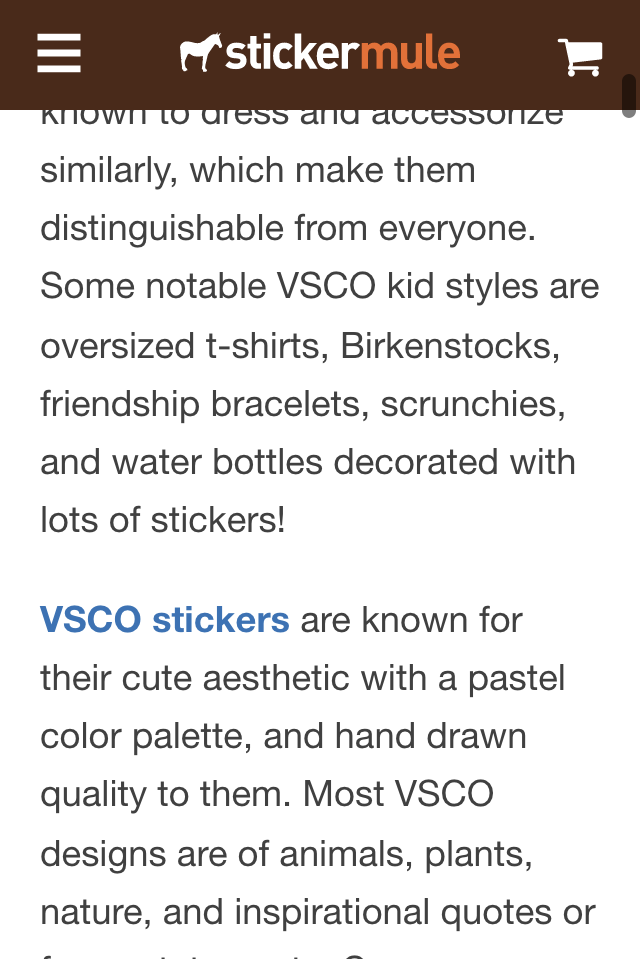 stickermule
known to dress and accessorize
similarly, which make them
distinguishable from everyone.
Some notable VSCO kid styles are
oversized t-shirts, Birkenstocks,
friendship bracelets, scrunchies,
and water bottles decorated with
lots of stickers!
VSCO stickers are known for
their cute aesthetic with a pastel
color palette, and hand drawn
quality to them. Most VSCO
designs are of animals, plants,
nature, and inspirational quotes or